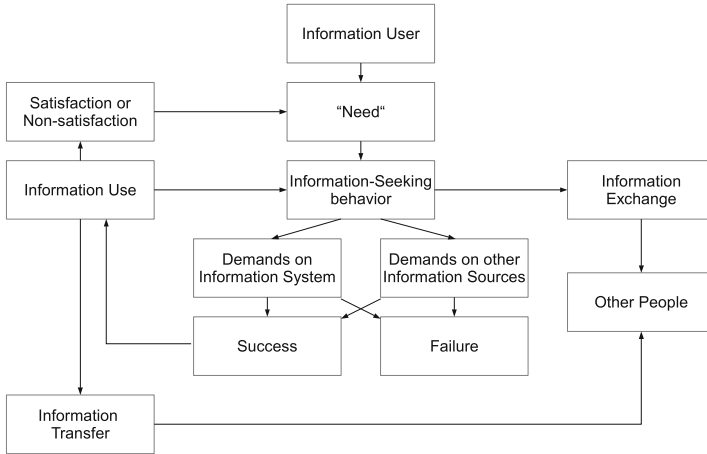 Information User
Satisfaction or
Non-satisfaction
“Need“
Information Use
Information-Seeking
behavior
Information
Exchange
Demands on
Information System
Demands on other
Information Sources
Other People
Success
Failure
Information
Transfer